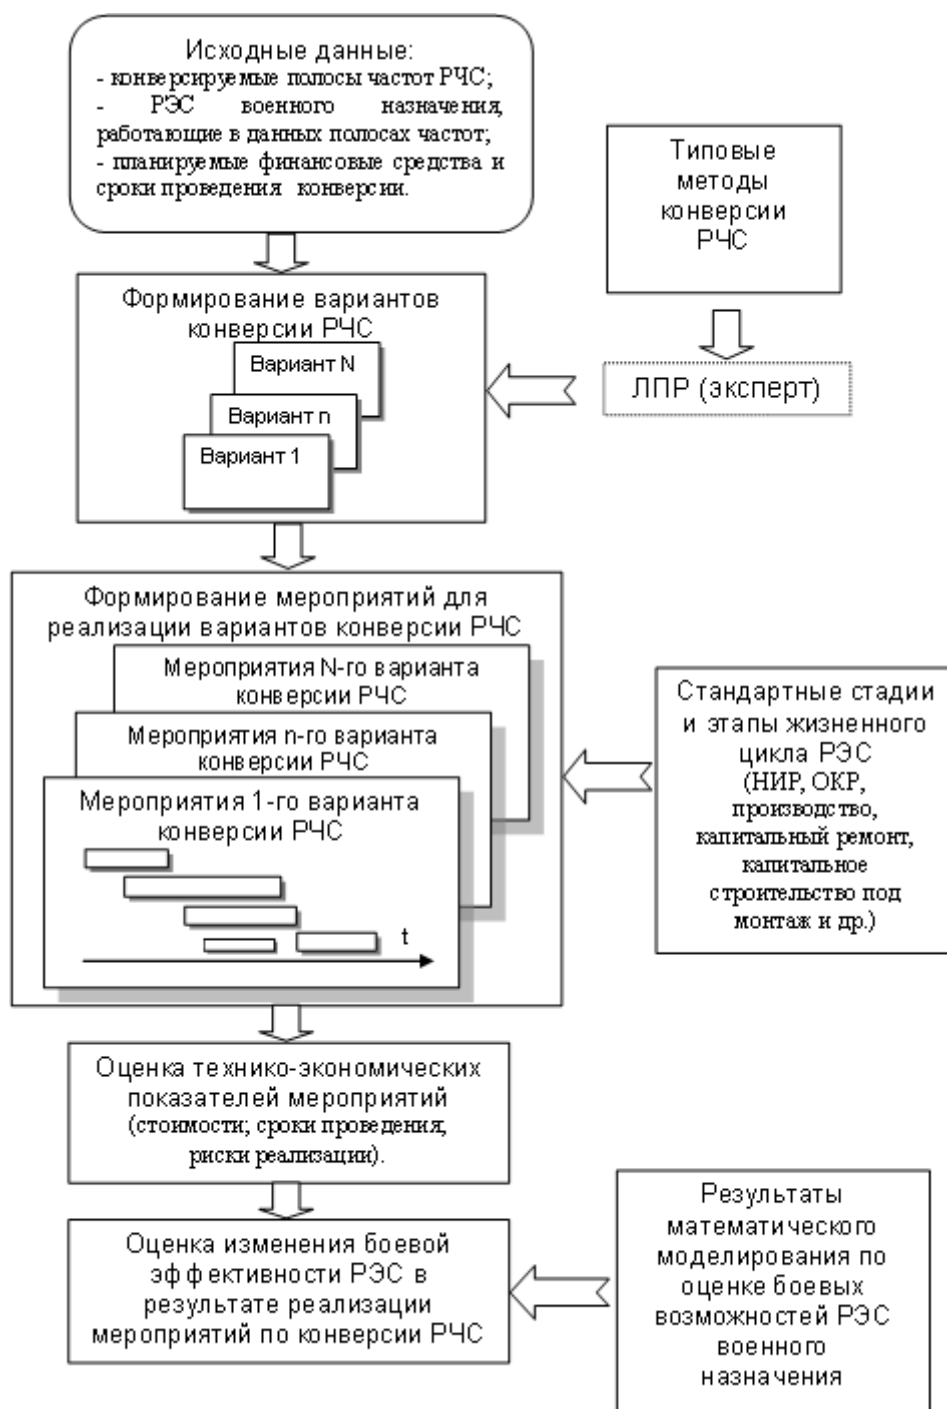 Исходные данные:
- конверсируемые полосы частот РЧС;
- РЭС военного назначения,
работающие в данных полосах частот;
- планируемые финансовые средства и
сроки проведения конверсии.
Типовые
методы
конверсии
РЧС
Формирование вариантов
конверсии РЧС
Вариант N
Вариант n
Вариант 1
ЛПР (эксперт)
Формирование мероприятий для
реализации вариантов конверсии РЧС
Мероприятия N-го варианта
конверсии РЧС
Мероприятия n-го варианта
конверсии РЧС
Мероприятия 1-го варианта
конверсии РЧС
t
Стандартные стадии
и этапы жизненного
цикла РЭС
(НИР, ОКР,
производство,
капитальный ремонт,
капитальное
строительство под
монтаж и др.)
Оценка технико-экономических
показателей мероприятий
(стоимости; сроки проведения;
риски реализации).
Оценка изменения боевой
эффективности РЭС в
результате реализации
мероприятий по конверсии РЧС
Результаты
математического
моделирования по
оценке боевых
возможностей РЭС
военного
назначения